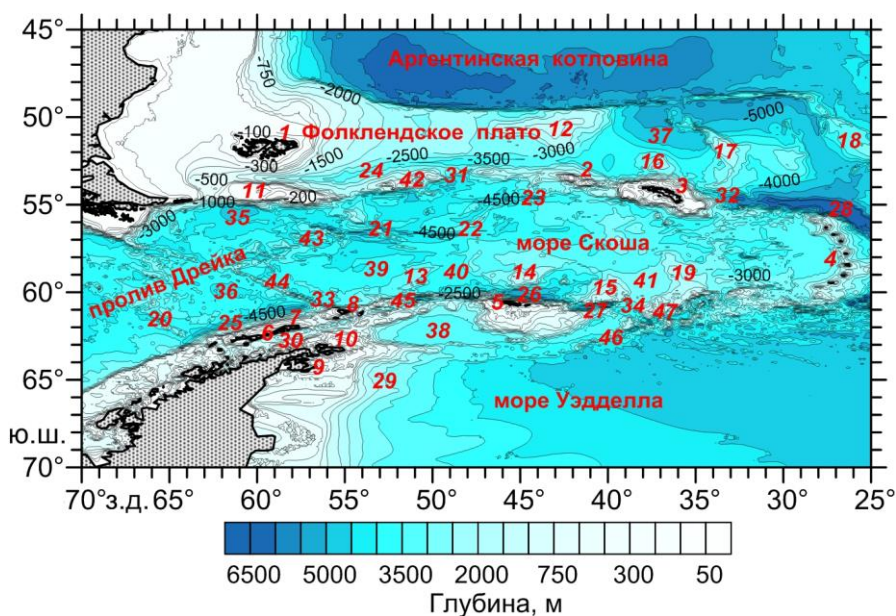 45°
-750
-2000
Аргентинская котловина
50°
-100 1 Фолклендское плато 12
37
-5000
-300
-1500
-2500
-3500
-3000
16 17 18
24 42 31 2
-500
11
-200
23
3
32
-4000
55°
-1000
35
-4500
28
-3000
43 21 -4500 22
море Скоша
пролив Дрейка
39 13 40 14 15 41 19
4
-3000
44 36 33
60°
20 25 -4500 7 8 45 -2500 5 26 27 34 47
6 30 10 38 46
9 29
65°
море Уэдделла
ю.ш.
70°
70°з.д.65° 60° 55° 50° 45° 40° 35° 30° 25°
6500 5000 3500 2000 750 300 50
Глубина, м